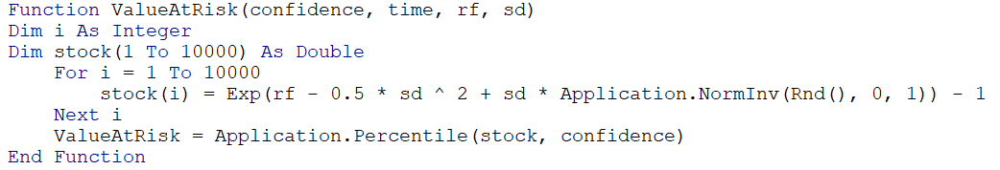 Function ValueAtRisk(confidence, time, rf, sd)
Dim i As Integer
Dim stock(1 To 10000) As Double
    For i = 1 To 10000
        stock(i) = Exp(rf - 0.5 * sd ^ 2 + sd * Application.NormInv(Rnd(), 0, 1)) - 1
    Next i
    ValueAtRisk = Application.Percentile(stock, confidence)
End Function